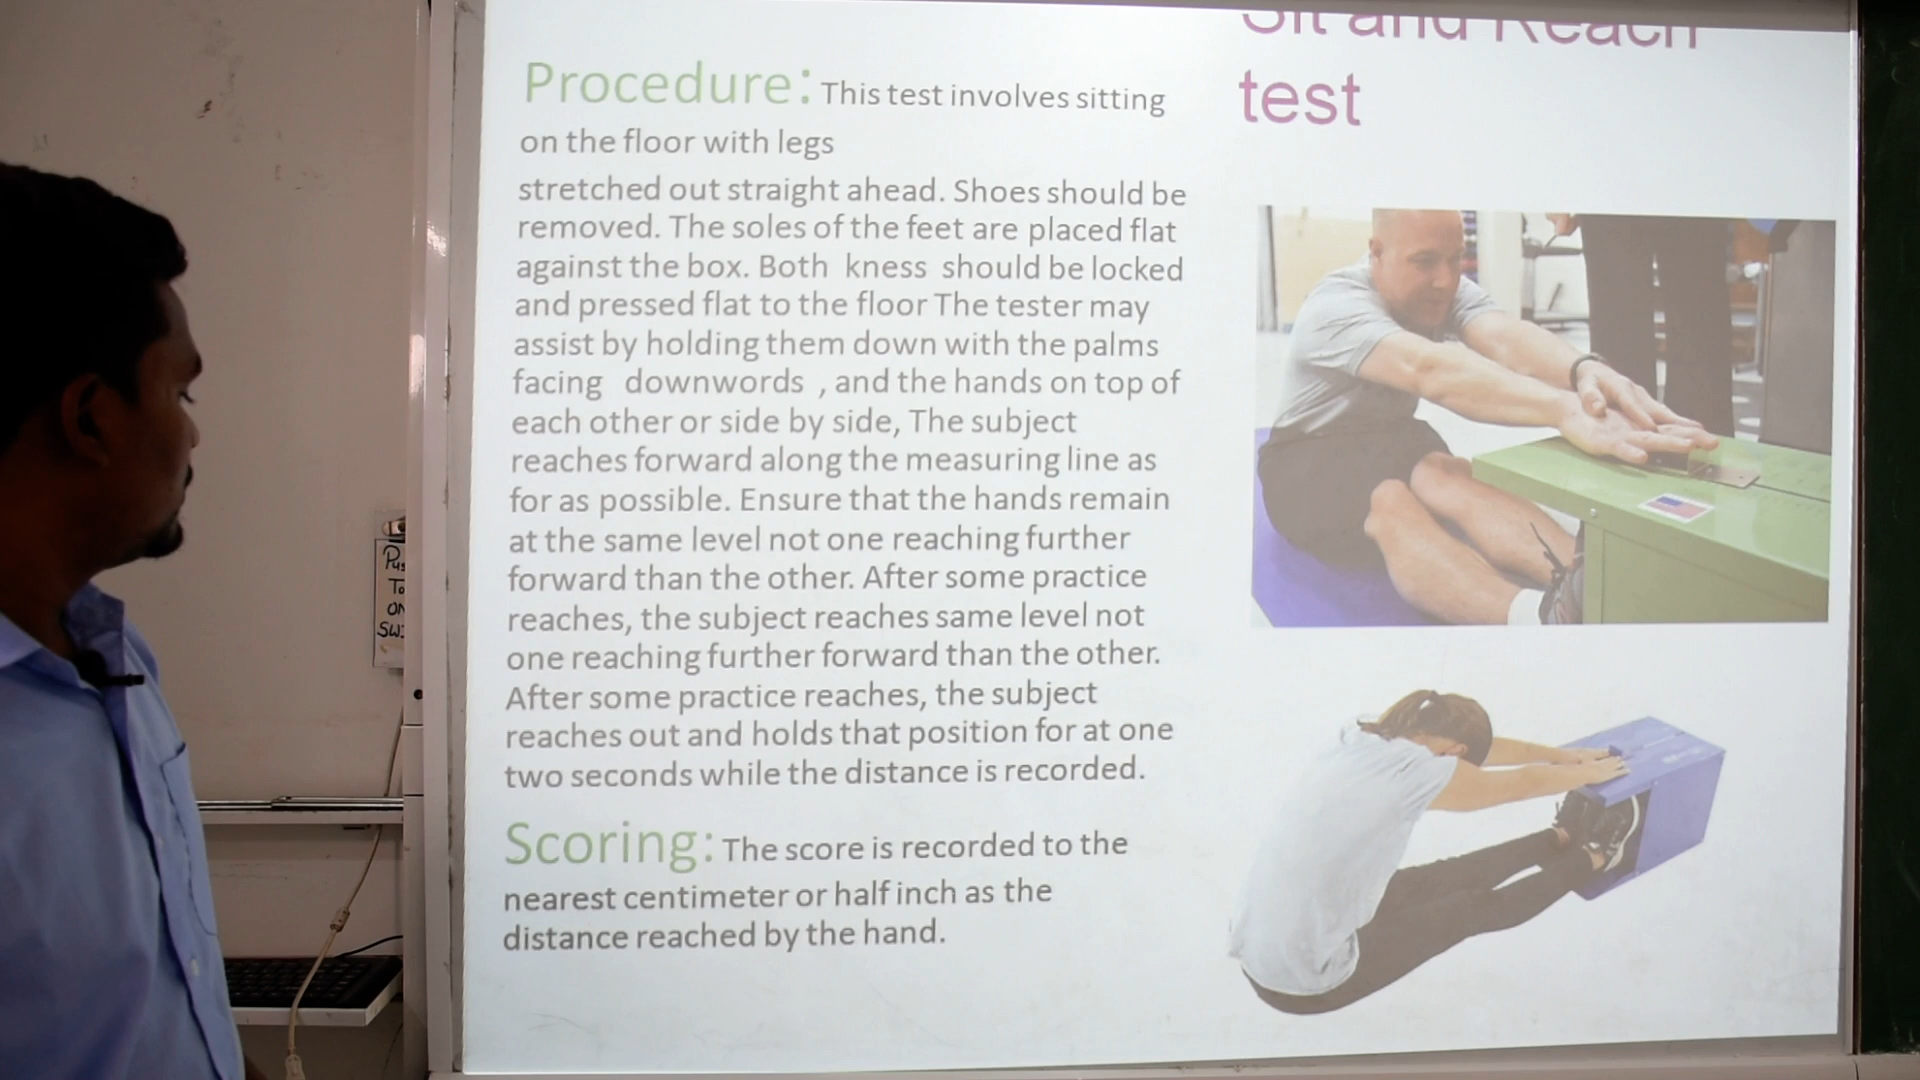 Sit and Reach
test
Procedure: This test involves sitting
on the floor with legs
stretched out straight ahead. Shoes should be
removed. The soles of the feet are placed flat
against the box. Both kness should be locked
and pressed flat to the floor The tester may
assist by holding them down with the palms
facing downwords , and the hands on top of
each other or side by side, The subject
reaches forward along the measuring line as
for as possible. Ensure that the hands remain
at the same level not one reaching further
forward than the other. After some practice
reaches, the subject reaches same level not
one reaching further forward than the other.
After some practice reaches, the subject
reaches out and holds that position for at one
two seconds while the distance is recorded.
Scoring: The score is recorded to the
nearest centimeter or half inch as the
distance reached by the hand.
To
ON